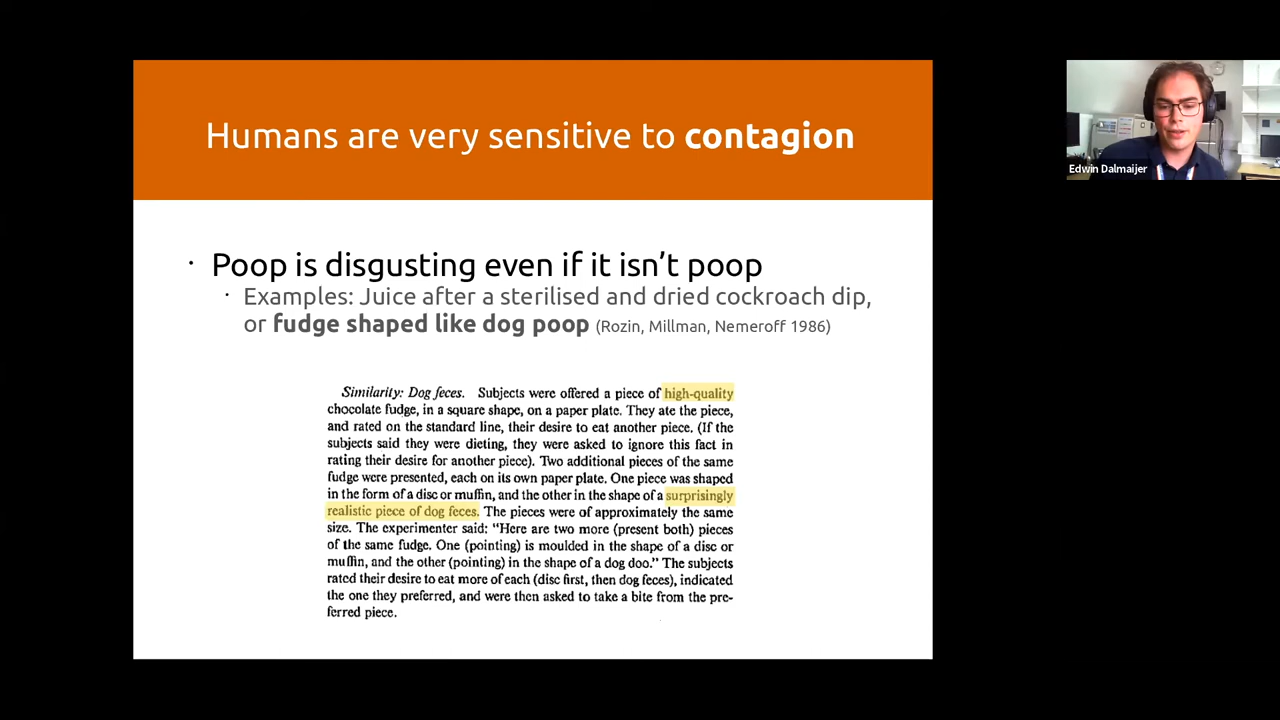 Humans are very sensitive to contagion
Edwin Dalmaijer
· Poop is disgusting even if it isn’t poop
· Examples: Juice after a sterilised and dried cockroach dip,
or fudge shaped like dog poop (Rozin, Millman, Nemeroff 1986)
Similarity: Dog feces. Subjects were offered a piece of high-quality
chocolate fudge, in a square shape, on a paper plate. They ate the piece,
and rated on the standard line, their desire to eat another piece. (If the
subjects said they were dieting, they were asked to ignore this fact in
rating their desire for another piece). Two additional pieces of the same
fudge were presented, each on its own paper plate. One piece was shaped
in the form of a disc or muffin, and the other in the shape of a surprisingly
realistic piece of dog feces. The pieces were of approximately the same
size. The experimenter said: “Here are two more (present both) pieces
of the same fudge. One (pointing) is moulded in the shape of a disc or
muffin, and the other (pointing) in the shape of a dog doo.” The subjects
rated their desire to eat more of each (disc first, then dog feces), indicated
the one they preferred, and were then asked to take a bite from the pre-
ferred piece.